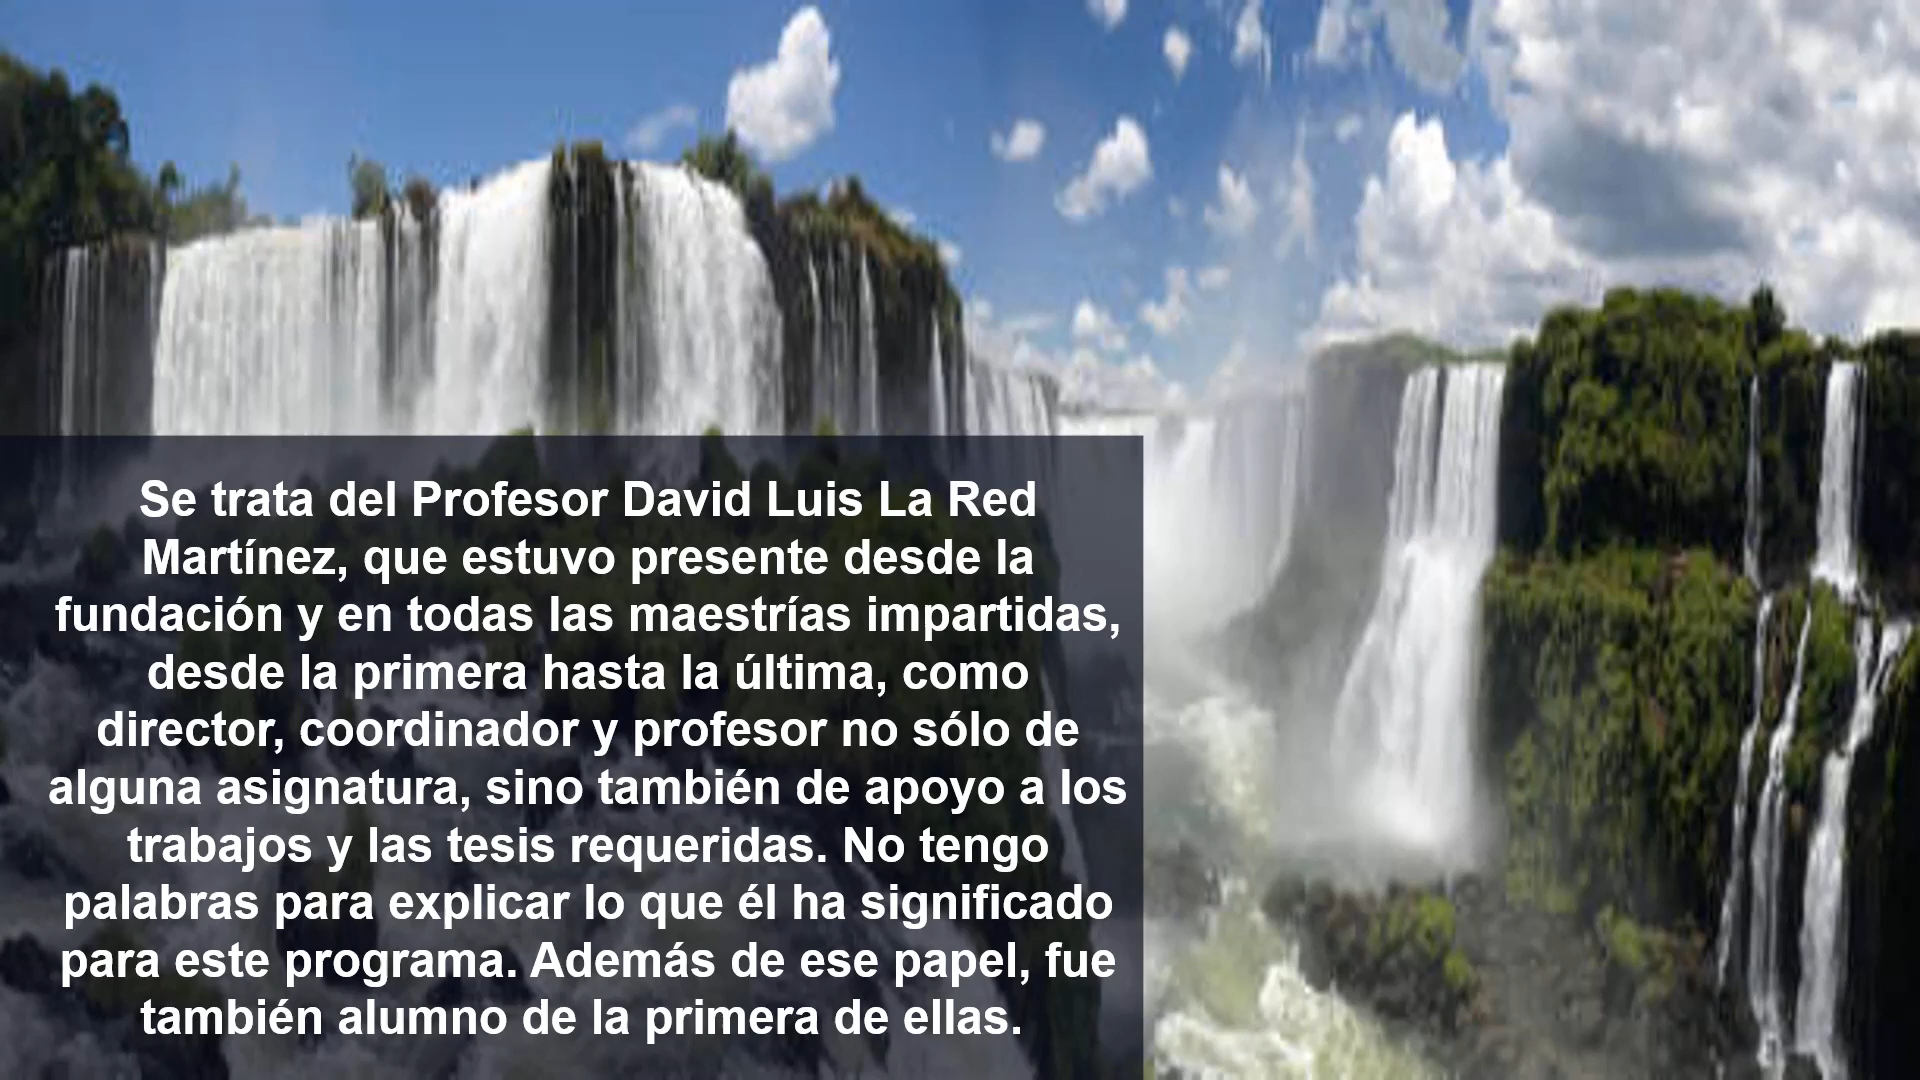 Se trata del Profesor David Luis La Red
Martínez, que estuvo presente desde la
fundación y en todas las maestrías impartidas,
desde la primera hasta la última, como
director, coordinador y profesor no sólo de
alguna asignatura, sino también de apoyo a los
trabajos y las tesis requeridas. No tengo
palabras para explicar lo que él ha significado
para este programa. Además de ese papel, fue
también alumno de la primera de ellas.